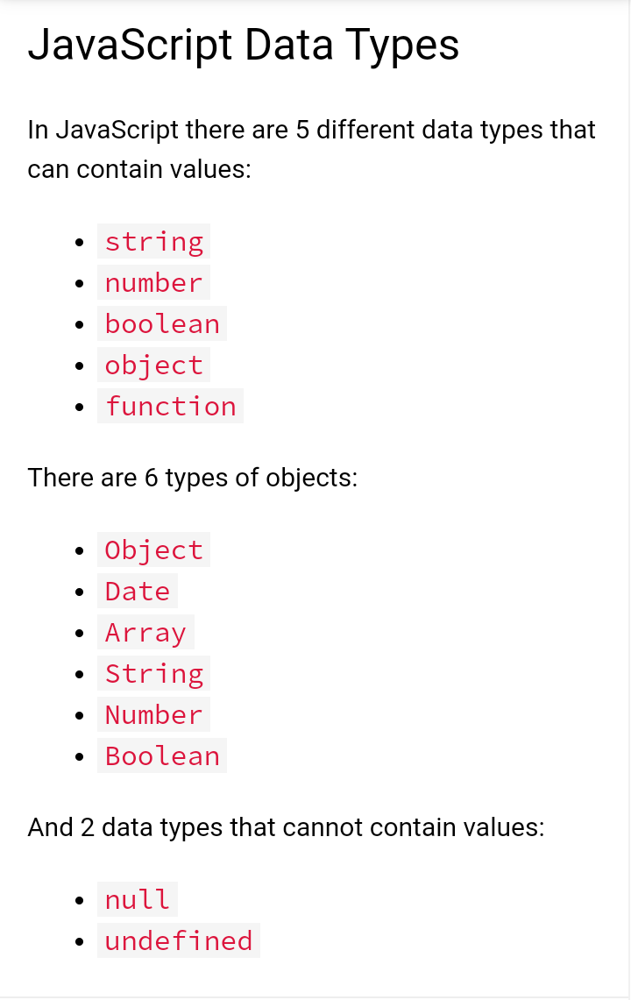 JavaScript Data Types
In JavaScript there are 5 different data types that
can contain values:
string
number
boolean
object
function
There are 6 types of objects:
Object
Date
Array
String
Number
Boolean
And 2 data types that cannot contain values:
null
undefined